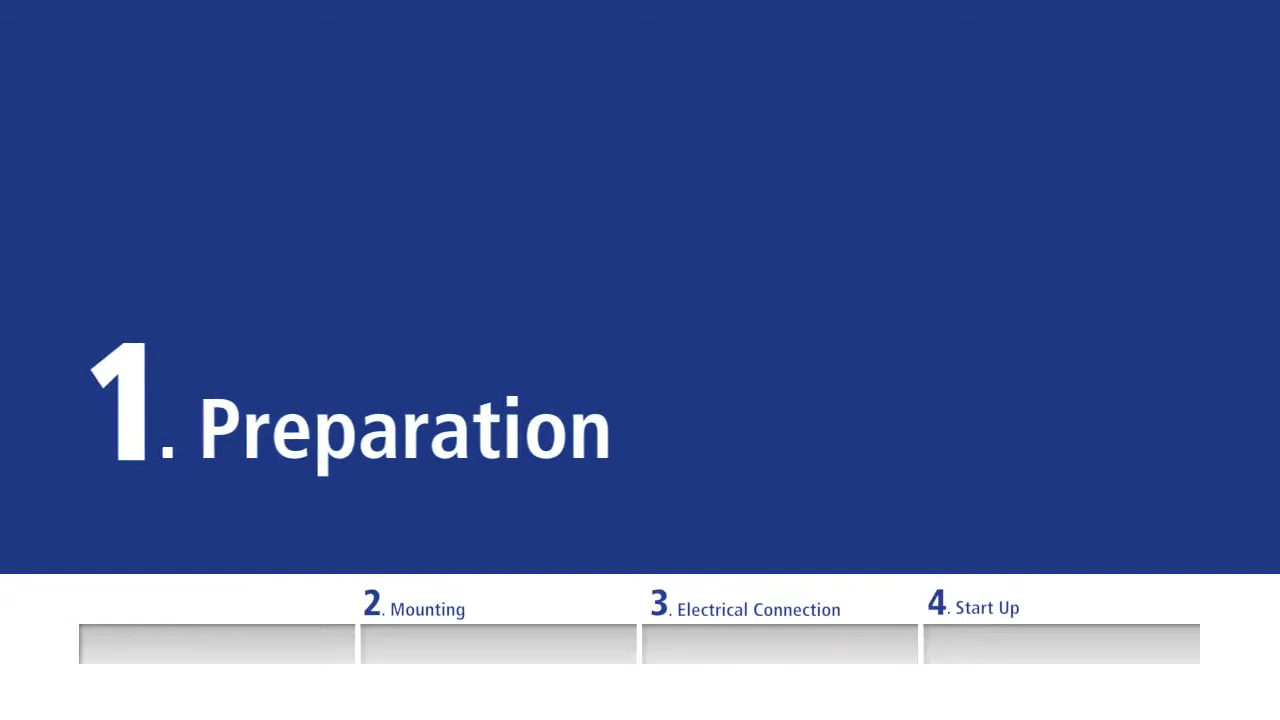 1. Preparation
2. Mounting
3. Electrical Connection
4. Start Up